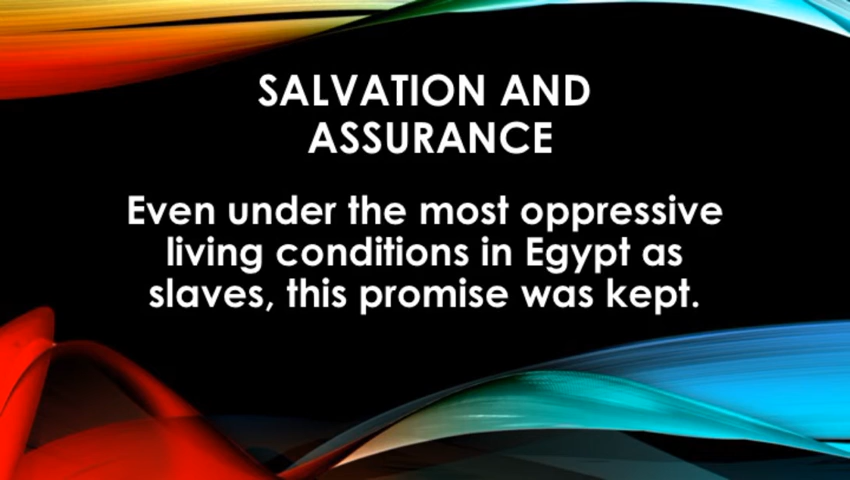 SALVATION AND
ASSURANCE
Even under the most oppressive
living conditions in Egypt as
slaves, this promise was kept.